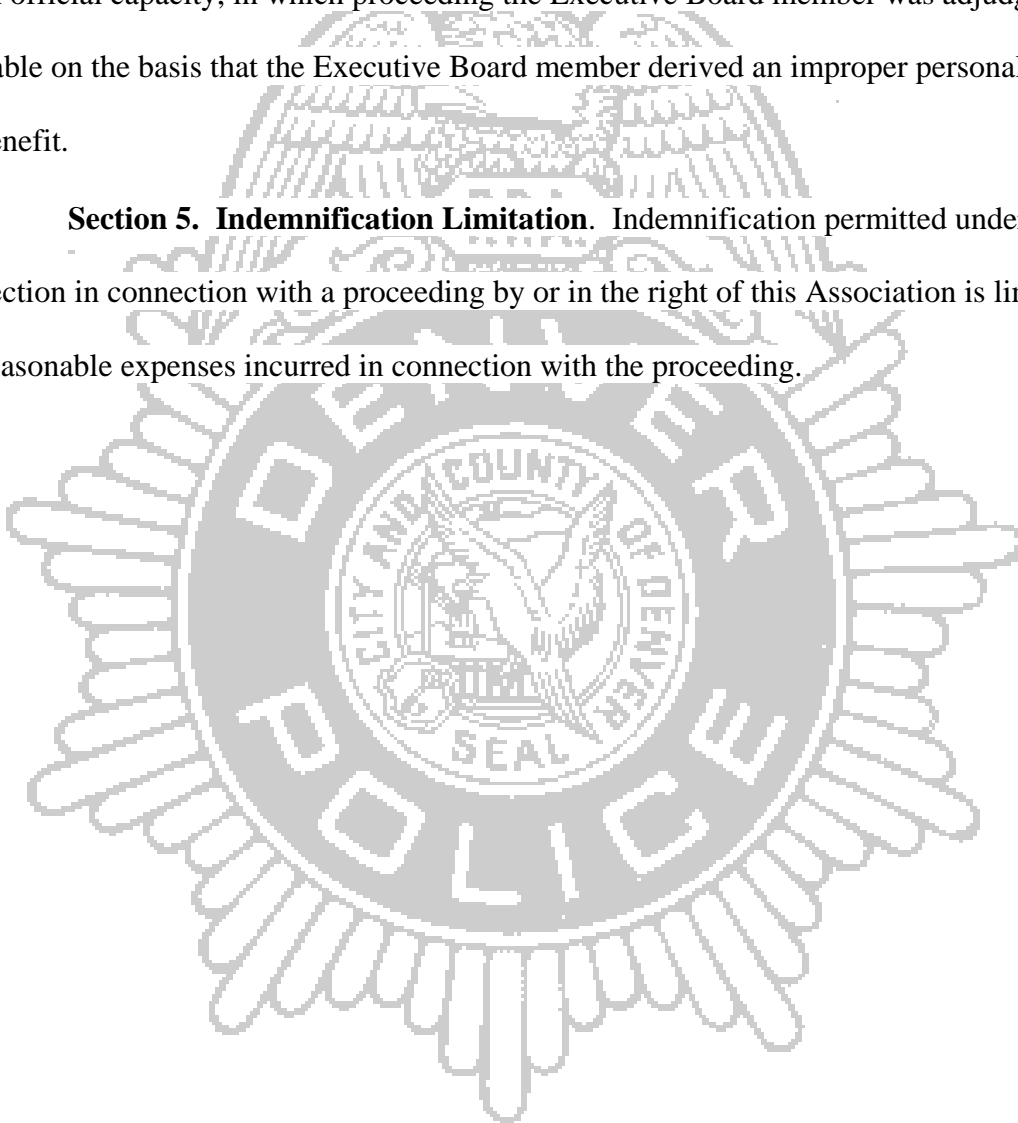 official capacity, in which proceeding the Executive Board member was adjudg
able on the basis that the Executive Board member derived an improper personal
enefit.
Section 5. Indemnification Limitation. Indemnification permitted under
ection in connection with a proceeding by or in the right of this Association is
easonable expenses incurred in connection with the proceeding.
DENVER
CITY AND COUNTY OF DENVER
SEAL
POLICE